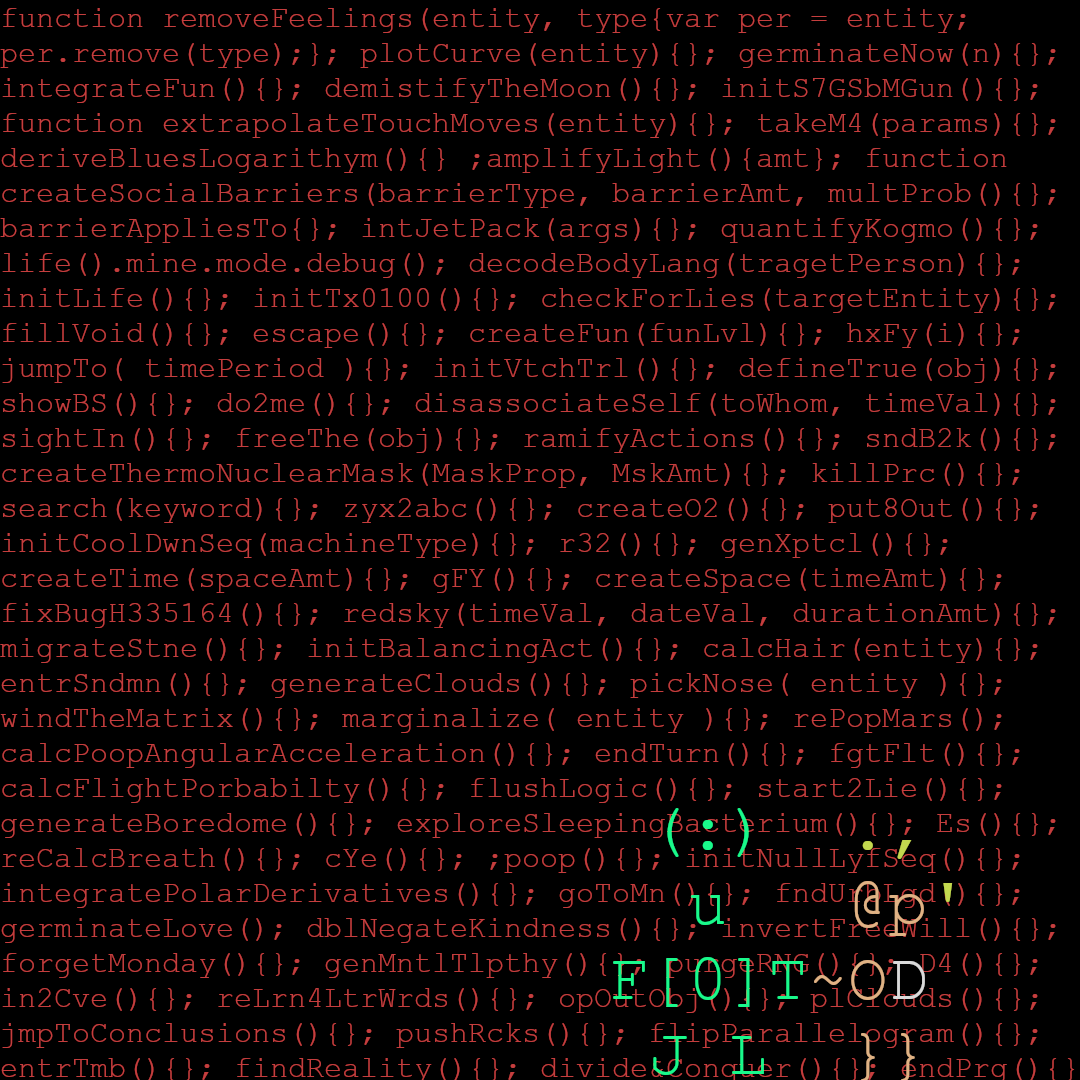 function removeFeelings(entity, type{var per = entity;
per.remove(type);}; plotCurve(entity){}; germinateNow(n){};
integrateFun(){}; demistifyTheMoon(){}; initS7GSbMGun(){};
function extrapolateTouchMoves(entity){}; takeM4(params){};
deriveBluesLogarithym(){} ;amplifyLight(){amt}; function
createSocialBarriers(barrierType, barrierAmt, multProb(){};
barrierAppliesTo{}; intJetPack(args){}; quantifyKogmo(){};
life().mine.mode.debug(); decodeBodyLang(tragetPerson){};
initLife(){}; initTx0100(){}; checkForLies(targetEntity){};
fillVoid(){}; escape(){}; createFun(funLvl){}; hxFy(i){};
jumpTo( timePeriod ){}; initVtchTrl(){}; defineTrue(obj){};
showBS(){}; do2me(){}; disassociateSelf(toWhom, timeVal){};
sightIn(){}; freeThe(obj){}; ramifyActions(){}; sndB2k(){};
createThermoNuclearMask(MaskProp, MskAmt){}; killPrc(){};
search(keyword){}; zyx2abc(){}; createO2(){}; put8Out(){};
initCoolDwnSeq(machineType){}; r32(){}; genXptcl(){};
createTime(spaceAmt){}; gFY(){}; createSpace(timeAmt){};
fixBugH335164(){}; redsky(timeVal, dateVal, durationAmt){};
migrateStne(){}; initBalancingAct(){}; calcHair(entity){};
entrSndmn(){}; generateClouds(){}; pickNose( entity ){};
windTheMatrix(){}; marginalize( entity ){}; rePopMars();
calcPoopAngularAcceleration(){}; endTurn(){}; fgtFlt(){};
calcFlightPorbabilty(){}; flushLogic(){}; start2Lie(){};
generateBoredome(){}; exploreSleepingBacterium(){}; Es(){};
(:) . ,
reCalcBreath(){}; cYe(){}; ;poop(){}; initNullLyfSeq(){};
integratePolarDerivatives(){}; goToMn(){}; fndUrhLgd(){};
u @p'
germinateLove(); dblNegateKindness(){}; invertFreeWill(){};
forgetMonday(){}; genMntlTlpthy(){}; purgeRNG(){}; D4(){};
F[0]T~OD
in2Cve(){}; reLrn4LtrWrds(){}; opOutObj(){}; plClouds(){};
jmpToConclusions(){}; pushRcks(){}; flipParallelogram(){};
J L } }
entrTmb(){}; findReality(){}; divideConquer(){}; endPrg(){}